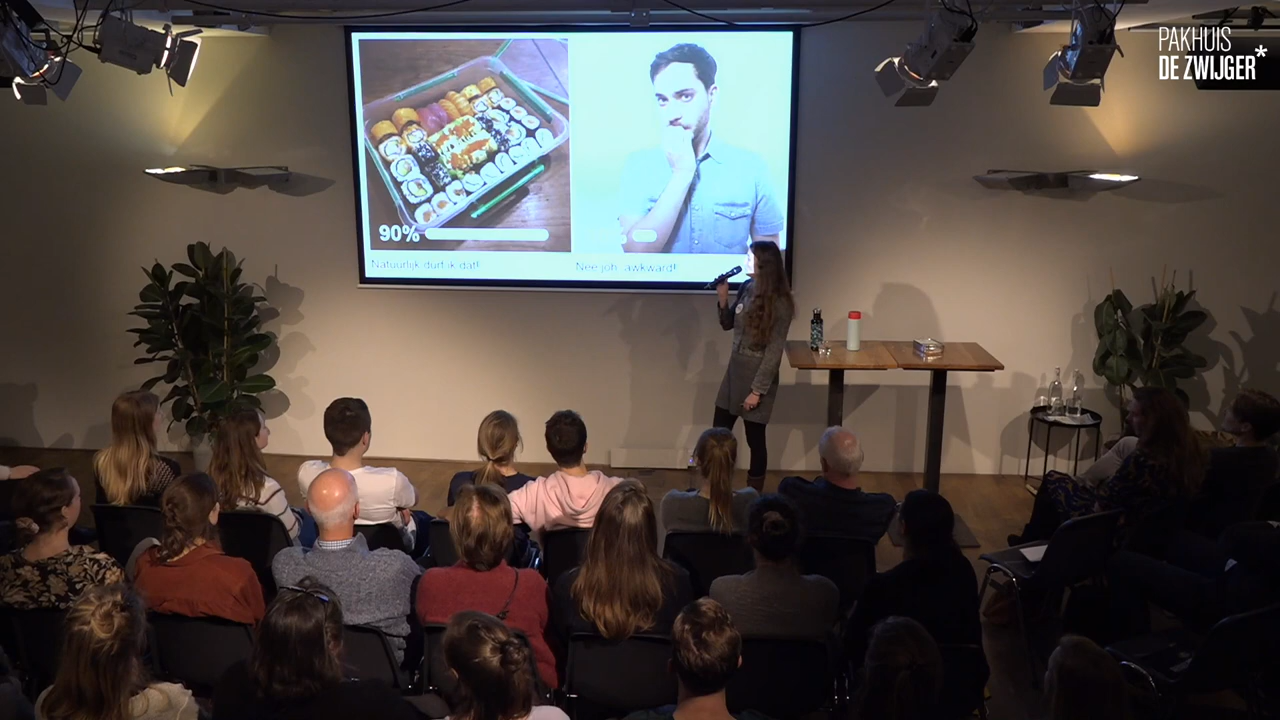 PAKHUIS
DE ZWIJGER*
90%
Natuurlijk durf ik dat!
Nee joh, awkward!